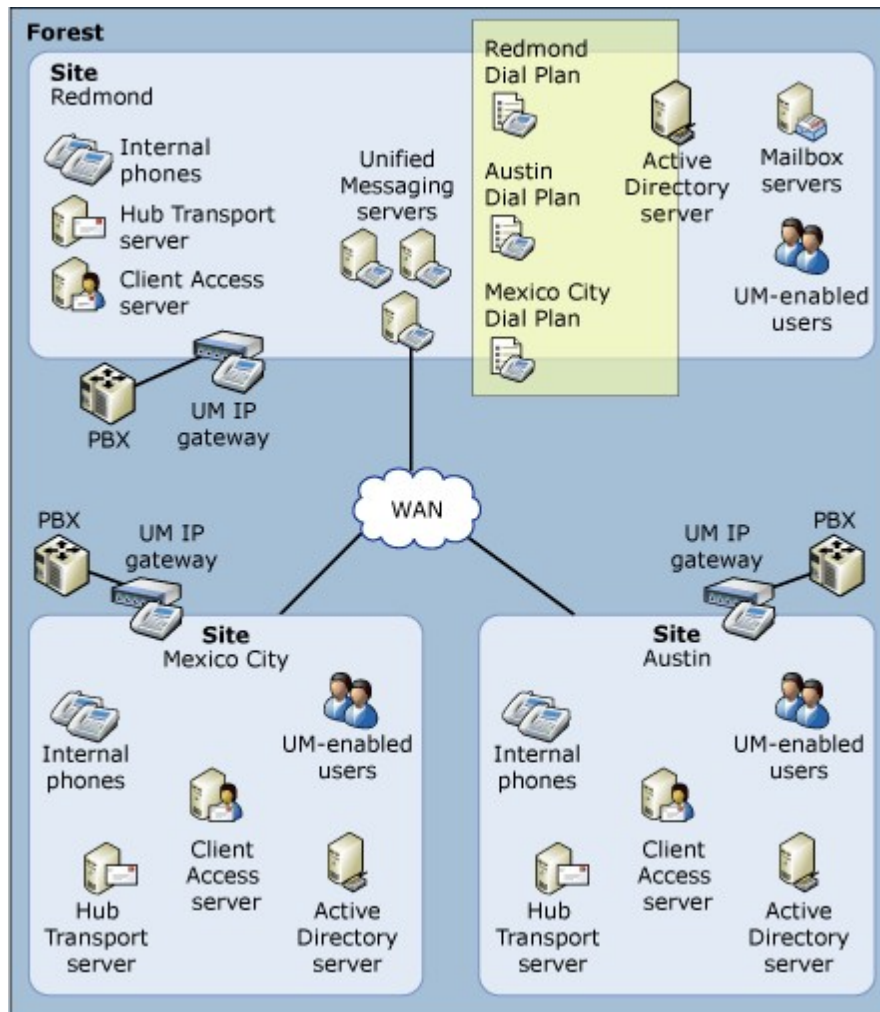 Forest
Site
Redmond
Internal
phones
Hub Transport
server
Client Access
server
Unified
Messaging
servers
Redmond
Dial Plan
Austin
Dial Plan
Mexico City
Dial Plan
Active
Directory
server
Mailbox
servers
UM-enabled
users
PBX
UM IP
gateway
WAN
PBX
UM IP
gateway
Site
Mexico City
Internal
phones
UM-enabled
users
Client
Access
server
Hub
Transport
server
Active
Directory
server
UM IP
gateway
PBX
Site
Austin
Internal
phones
UM-enabled
users
Client
Access
server
Hub
Transport
server
Active
Directory
server